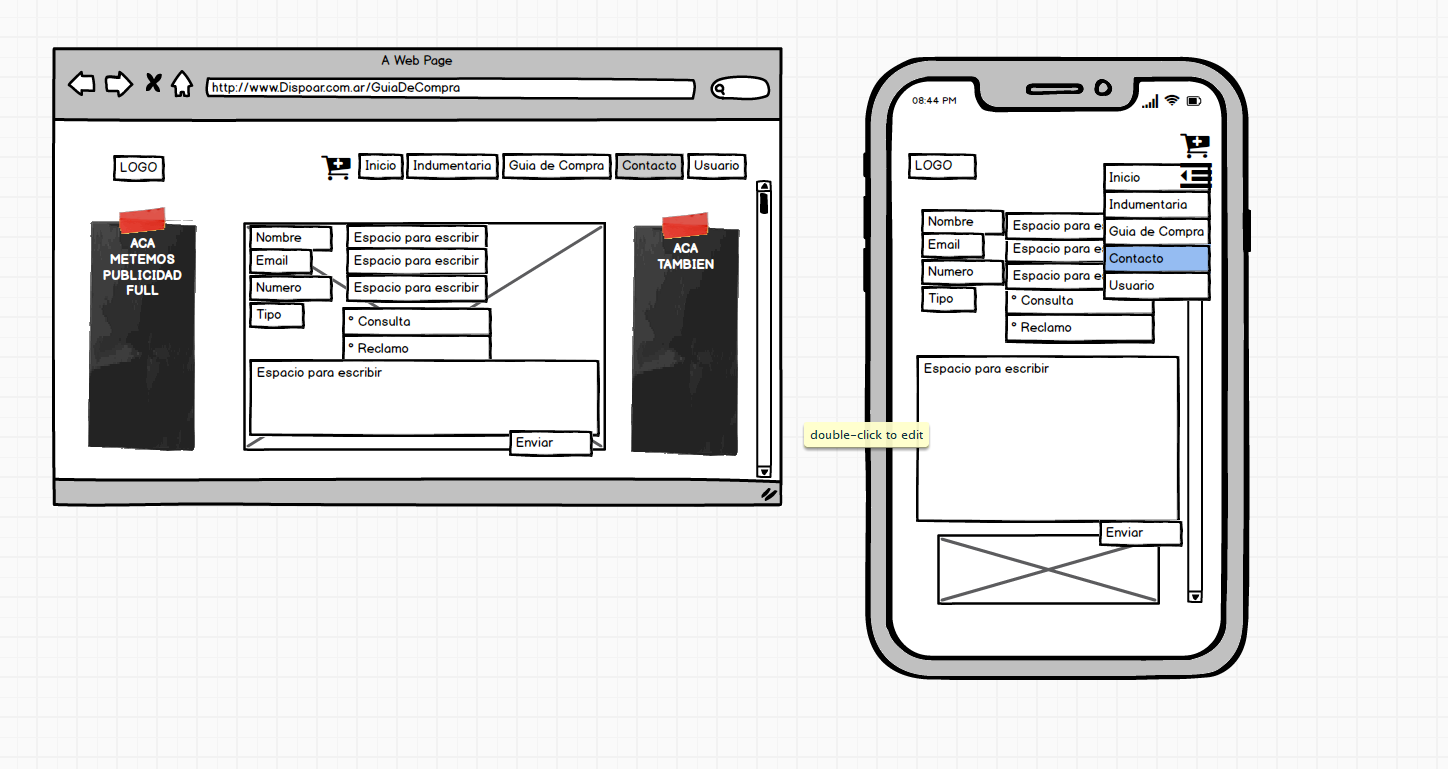 A Web Page
http://www.Dispoar.com.ar/GuiaDeCompra
LOGO
Inicio
Indumentaria
Guia de Compra
Contacto
Usuario
ACA
METEMOS
PUBLICIDAD
FULL
Nombre
Espacio para escribir
Email
Espacio para escribir
Numero
Espacio para escribir
Tipo
° Consulta
° Reclamo
Espacio para escribir
Enviar
ACA
TAMBIEN
double-click to edit
08:44 PM
LOGO
Inicio
Indumentaria
Guia de Compra
Contacto
Usuario
Nombre
Espacio para e
Email
Espacio para e
Numero
Espacio para e
Tipo
° Consulta
° Reclamo
Espacio para escribir
Enviar